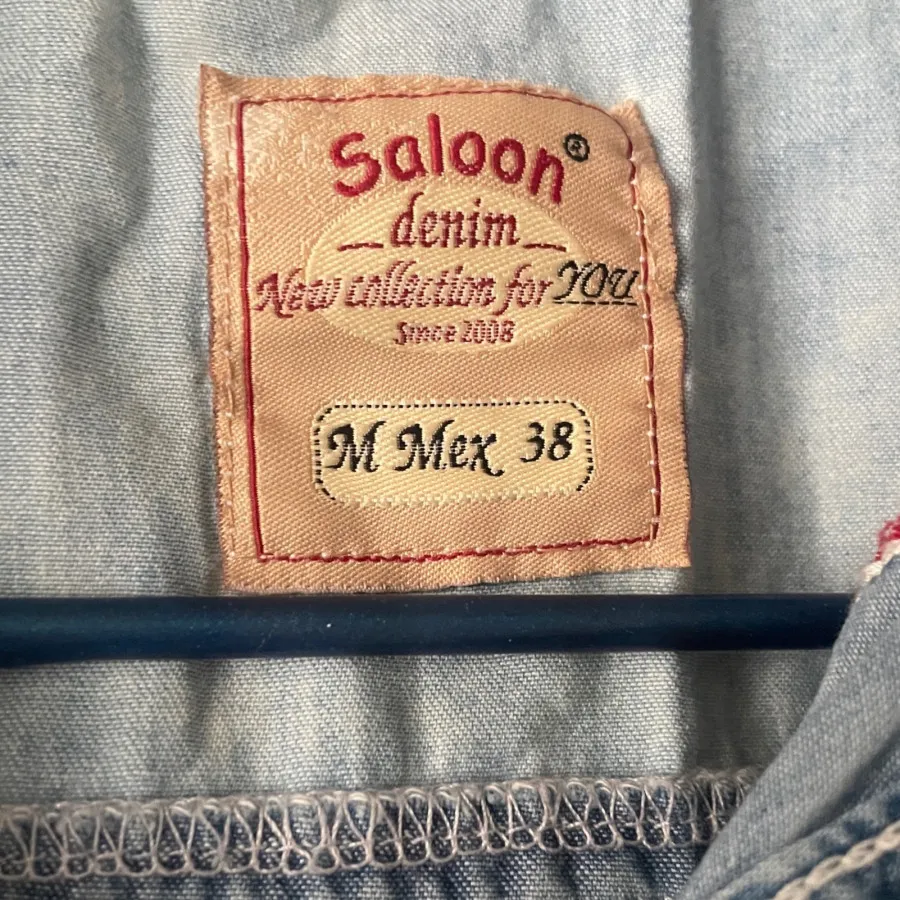 Saloon®
denim
New collection for YOU
Since 2008
M Mex 38